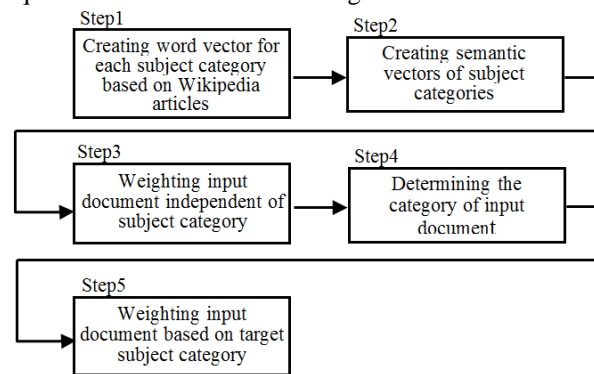 Step1
Creating word vector for
each subject category
based on Wikipedia
articles
Step2
Creating semantic
vectors of subject
categories
Step3
Weighting input
document independent of
subject category
Step4
Determining the
category of input
document
Step5
Weighting input
document based on target
subject category